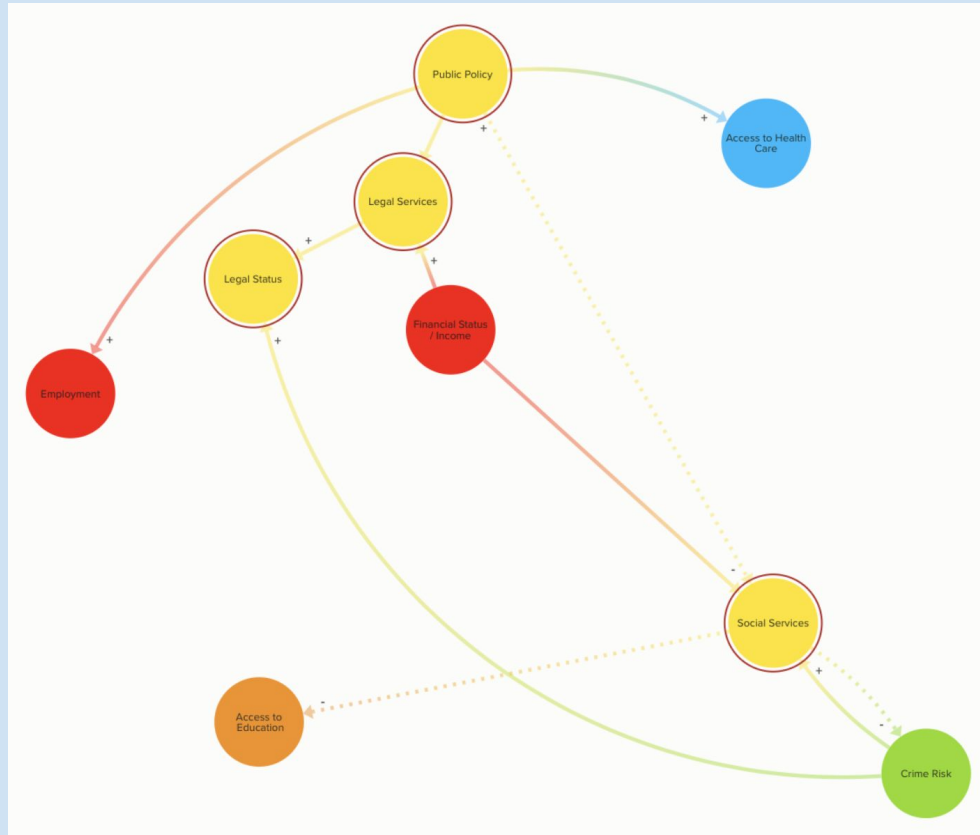 Public Policy
+
+
Access to Health
Care
Legal Services
+
+
Legal Status
Financial Status
/ Income
+
+
Employment
-
Social Services
+
-
-
Access to
Education
Crime Risk